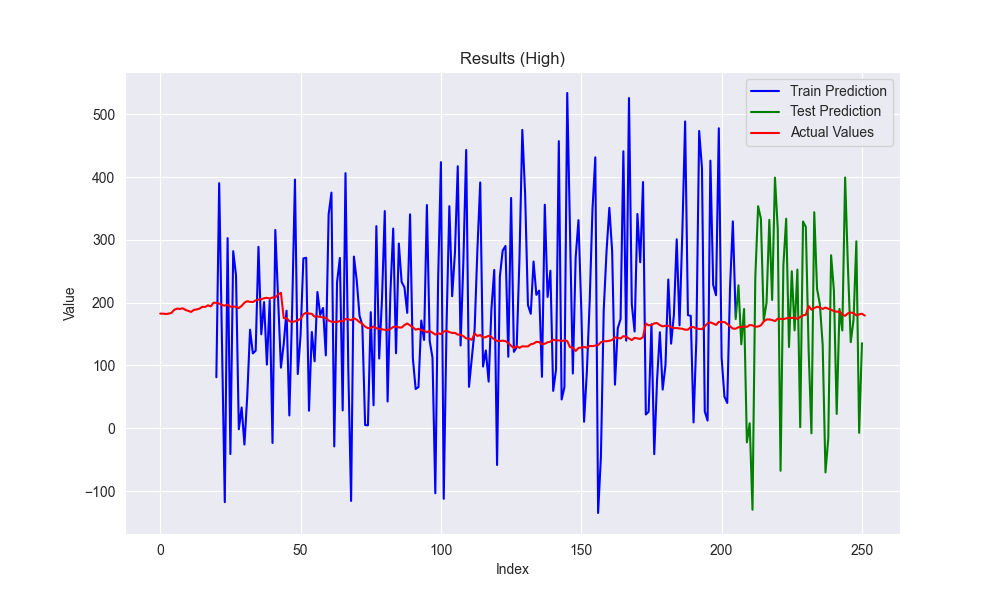 Results (High)
Train Prediction
Test Prediction
Actual Values
Value
500
400
300
200
100
0
−100
0
50
100
150
200
250
Index